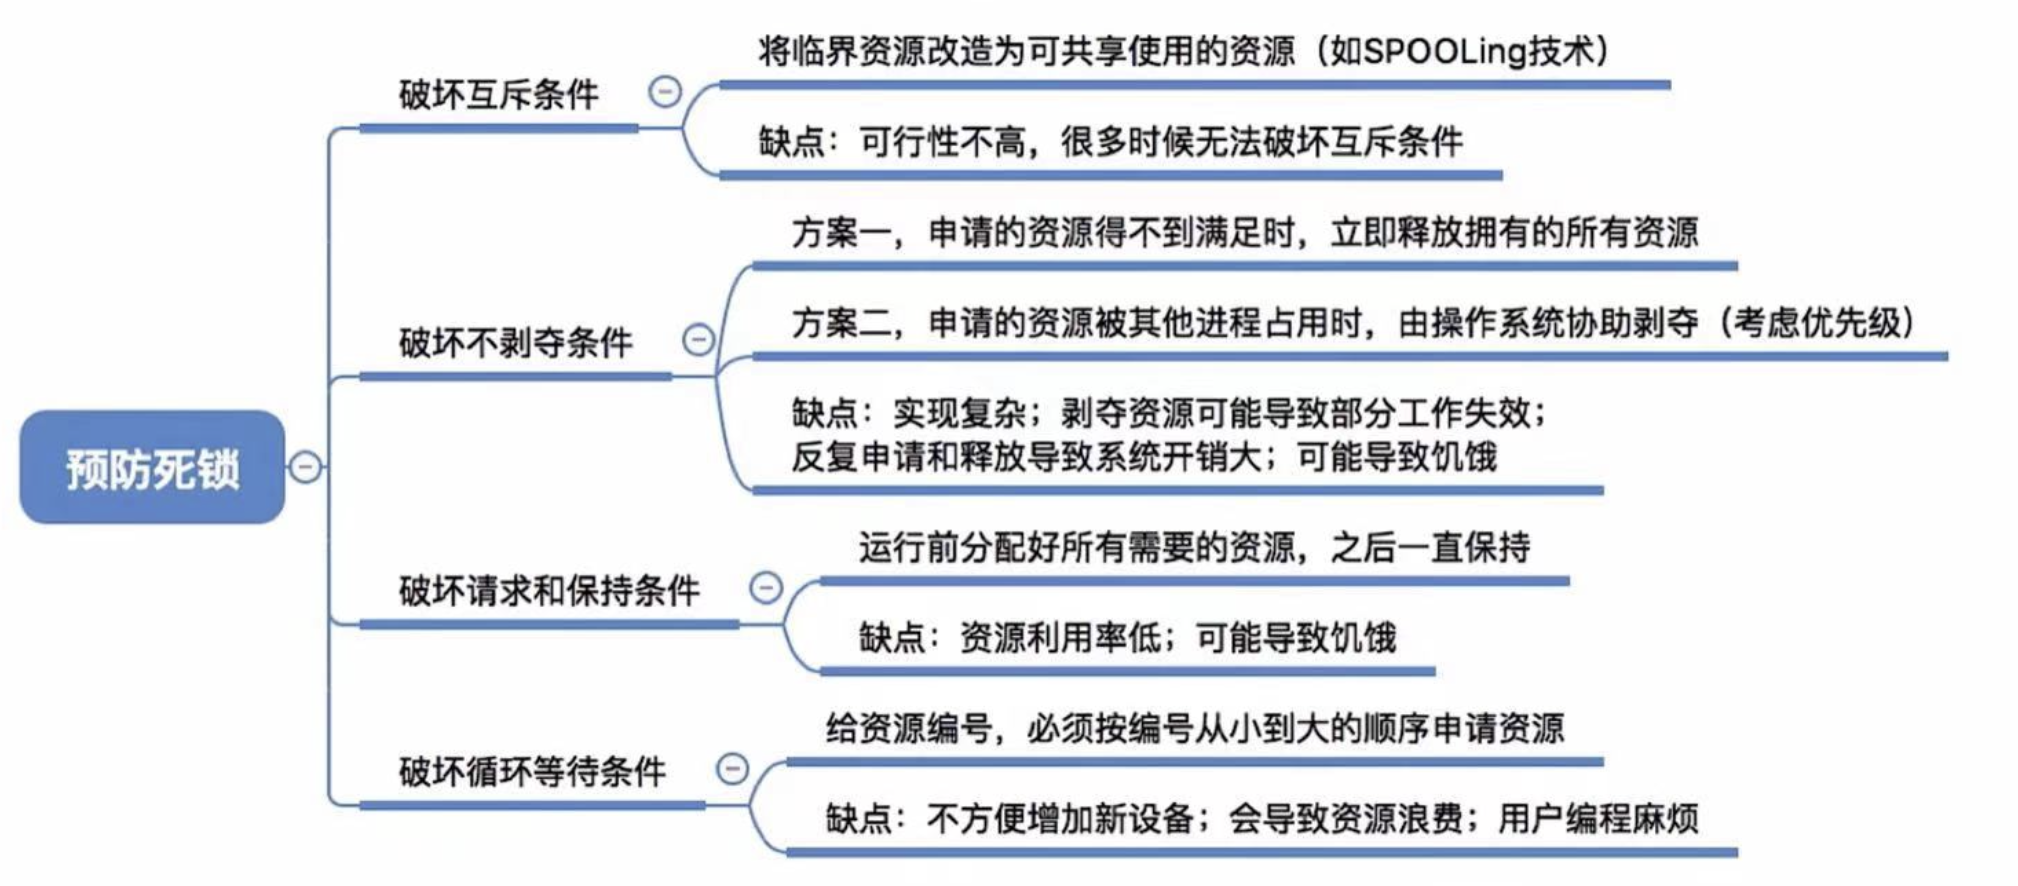 预防死锁
破坏互斥条件
将临界资源改造为可共享使用的资源（如SPOOLing技术）
缺点：可行性不高，很多时候无法破坏互斥条件
破坏不剥夺条件
方案一，申请的资源得不到满足时，立即释放拥有的所有资源
方案二，申请的资源被其他进程占用时，由操作系统协助剥夺（考虑优先级）
缺点：实现复杂；剥夺资源可能导致部分工作失效；
反复申请和释放导致系统开销大；可能导致饥饿
破坏请求和保持条件
运行前分配好所有需要的资源，之后一直保持
缺点：资源利用率低；可能导致饥饿
破坏循环等待条件
给资源编号，必须按编号从小到大的顺序申请资源
缺点：不方便增加新设备；会导致资源浪费；用户编程麻烦